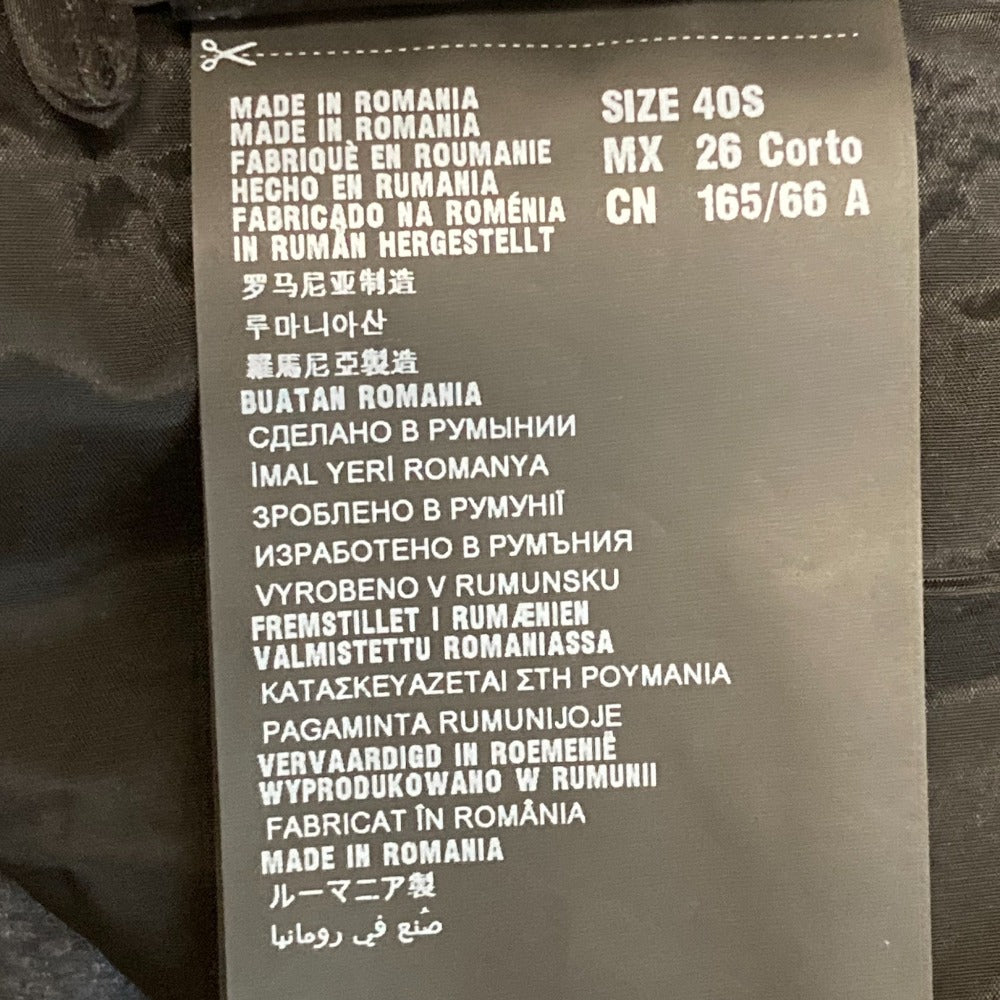 MADE IN ROMANIA
MADE IN ROMANIA
FABRIQUÈ EN ROUMANIE
HECHO EN RUMANIA
FABRICADO NA ROMÉNIA
IN RUMÄN HERGESTELLT
罗马尼亚制造
루마니아산
羅馬尼亞製造
BUATAN ROMANIA
СДЕЛАНО В РУМЫНИИ
İMAL YERİ ROMANYA
ЗРОБЛЕНО В РУМУНІЇ
ИЗРАБОТЕНО В РУМЪНИЯ
VYROBENO V RUMUNSKU
FREMSTILLET I RUMÆNIEN
VALMISTETTU ROMANIASSA
ΚΑΤΑΣΚΕΥΑΖΕΤΑΙ ΣΤΗ ΡΟΥΜΑΝΙΑ
PAGAMINTA RUMUNIJOJE
VERVAARDIGD IN ROEMENIË
WYPRODUKOWANO W RUMUNII
FABRICAT ÎN ROMÂNIA
MADE IN ROMANIA
ルーマニア製
صُنع في رومانيا
SIZE 40S
MX 26 Corto
CN 165/66 A